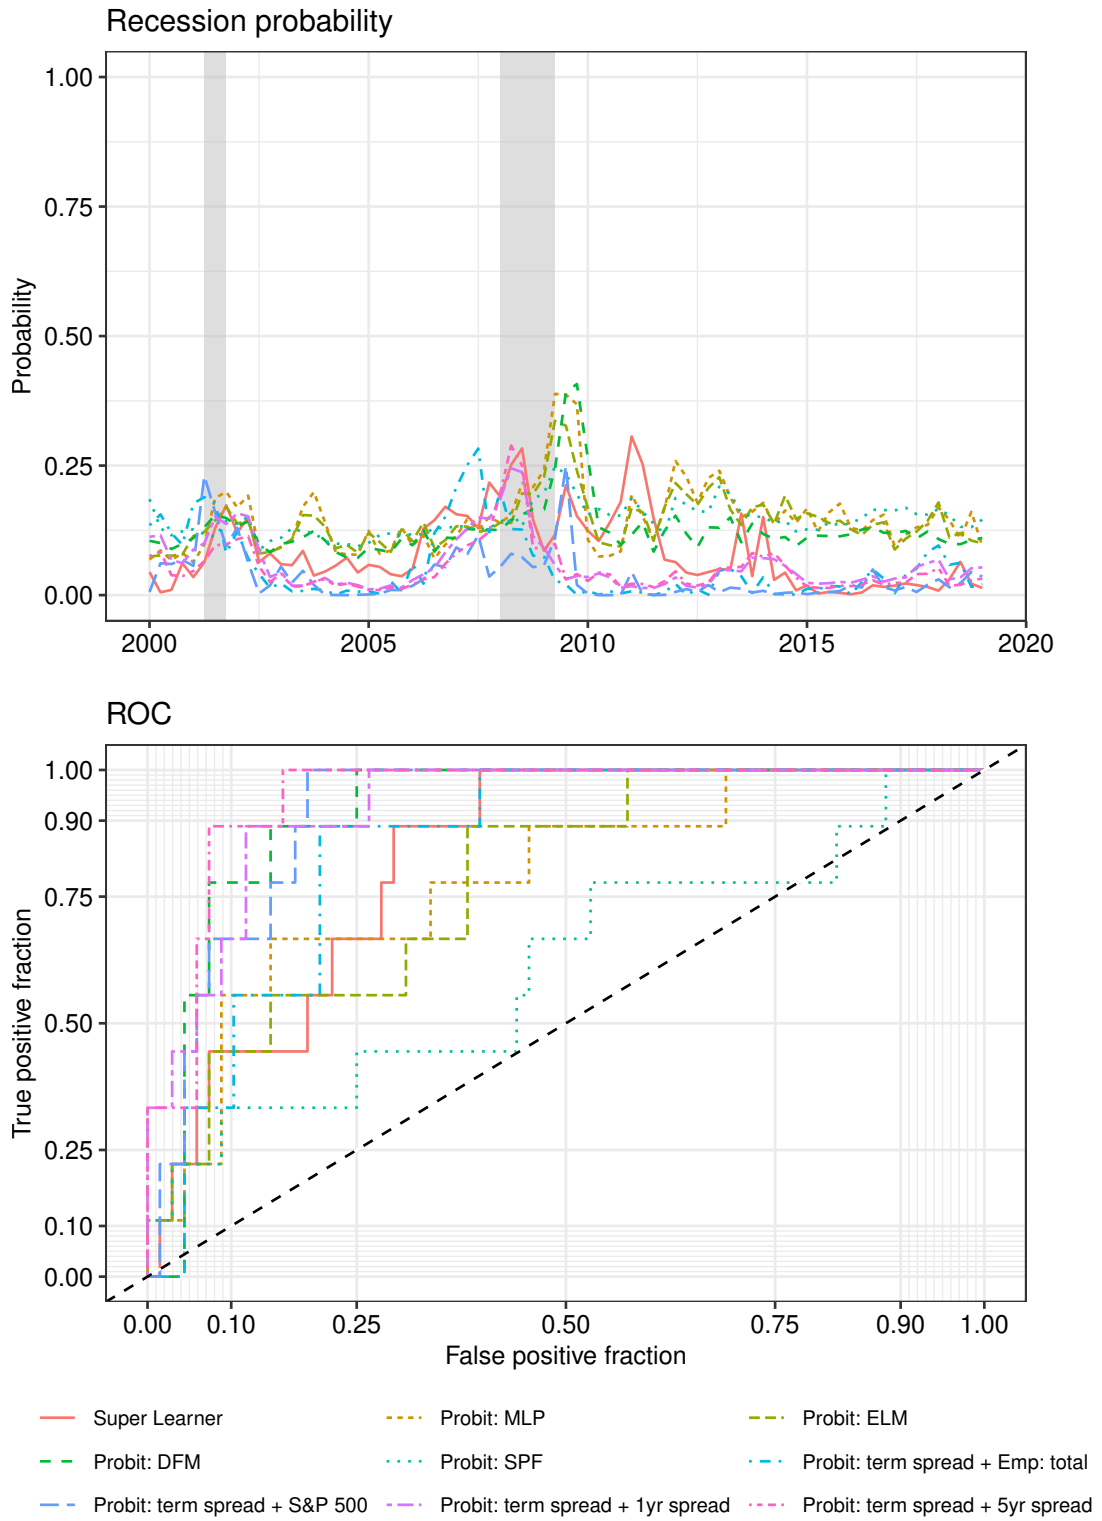 Recession probability
1.00
0.75
0.50
0.25
0.00
Probability
2000 2005 2010 2015 2020
ROC
1.00
0.90
0.75
0.50
0.25
0.10
0.00
True positive fraction
0.00 0.10 0.25 0.50 0.75 0.90 1.00
False positive fraction
Super Learner Probit: MLP Probit: ELM
Probit: DFM Probit: SPF Probit: term spread + Emp: total
Probit: term spread + S&P 500 Probit: term spread + 1yr spread Probit: term spread + 5yr spread